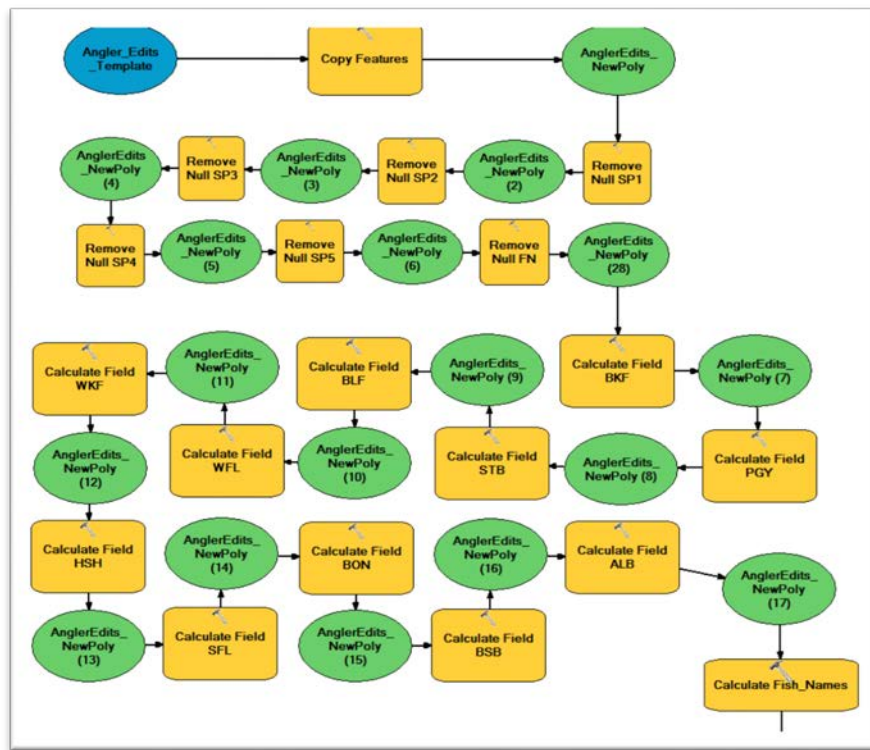 Angler_Edits
_Template
Copy Features
AnglerEdits_
NewPoly
Remove
Null SP1
AnglerEdits
_NewPoly
(2)
Remove
Null SP2
AnglerEdits
_NewPoly
(3)
Remove
Null SP3
AnglerEdits
_NewPoly
(4)
Remove
Null SP4
AnglerEdits
_NewPoly
(5)
Remove
Null SP5
AnglerEdits
_NewPoly
(6)
Remove
Null FN
AnglerEdits
_NewPoly
(28)
Calculate Field
BKF
AnglerEdits_
NewPoly (7)
Calculate Field
PGY
AnglerEdits_
NewPoly (8)
Calculate Field
STB
AnglerEdits_
NewPoly (9)
Calculate Field
BLF
AnglerEdits_
NewPoly
(10)
Calculate Field
WFL
AnglerEdits_
NewPoly
(11)
Calculate Field
WKF
AnglerEdits_
NewPoly
(12)
Calculate Field
HSH
AnglerEdits_
NewPoly
(13)
Calculate Field
SFL
AnglerEdits_
NewPoly
(14)
Calculate Field
BON
AnglerEdits_
NewPoly
(15)
Calculate Field
BSB
AnglerEdits_
NewPoly
(16)
Calculate Field
ALB
AnglerEdits_
NewPoly
(17)
Calculate Fish_Names